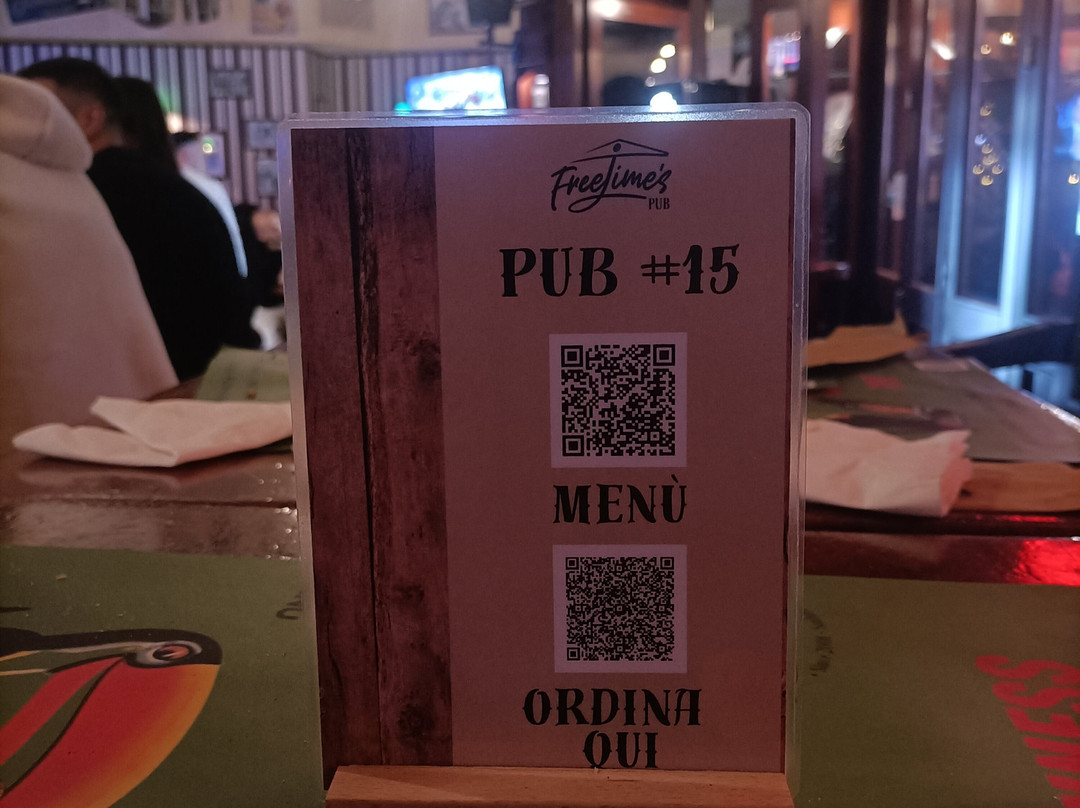 FreeTime's
PUB
PUB #15
MENÙ
ORDINA
QUI